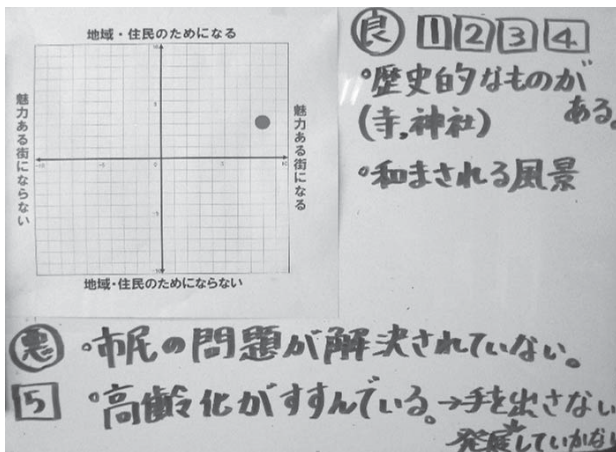 地域・住民のためになる
魅力ある街にならない
魅力ある街になる
地域・住民のためにならない
良 1 2 3 4
・歴史的なものが
ある。
(寺,神社)
・和まされる風景
悪 ・市民の問題が解決されていない。
5 ・高齢化がすすんでいる。→手を出さない
発展していかない